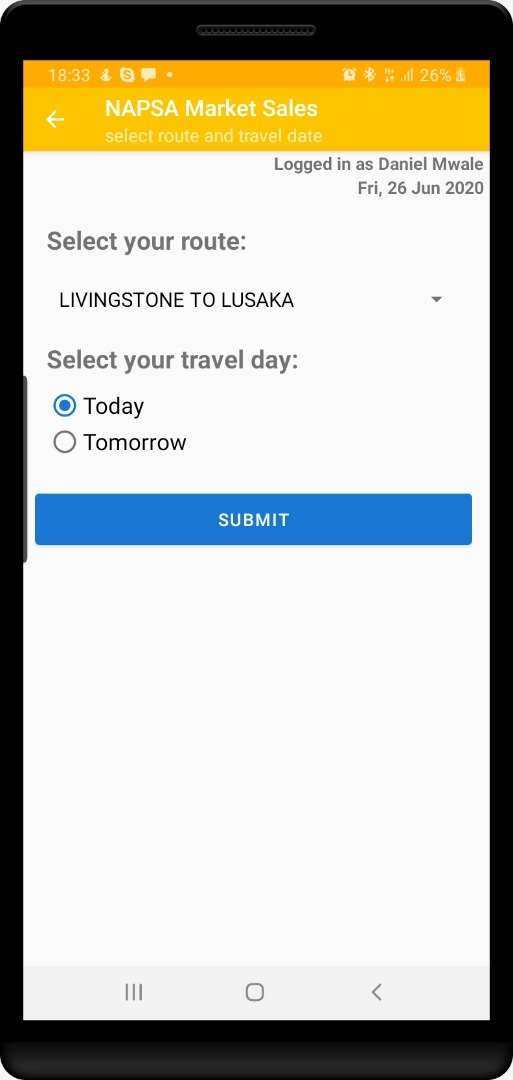 18:33
26%
NAPSA Market Sales
select route and travel date
Logged in as Daniel Mwale
Fri, 26 Jun 2020
Select your route:
LIVINGSTONE TO LUSAKA
Select your travel day:
Today
Tomorrow
SUBMIT